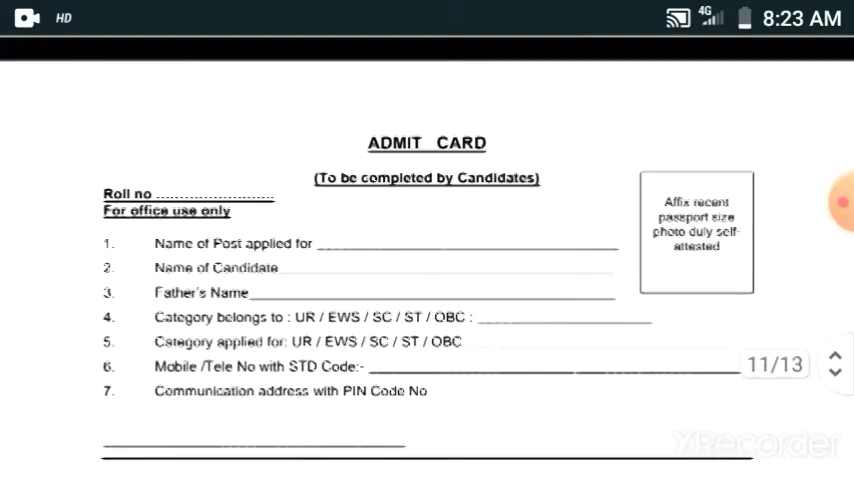 HD
4G
8:23 AM
ADMIT CARD
(To be completed by Candidates)
Roll no ..............................
For office use only
Affix recent
passport size
photo duly self-
attested
1. Name of Post applied for
2. Name of Candidate
3. Father's Name
4. Category belongs to : UR / EWS / SC / ST / OBC :
5. Category applied for: UR / EWS / SC / ST / OBC
6. Mobile /Tele No with STD Code:-
11/13
7. Communication address with PIN Code No
XRecorder